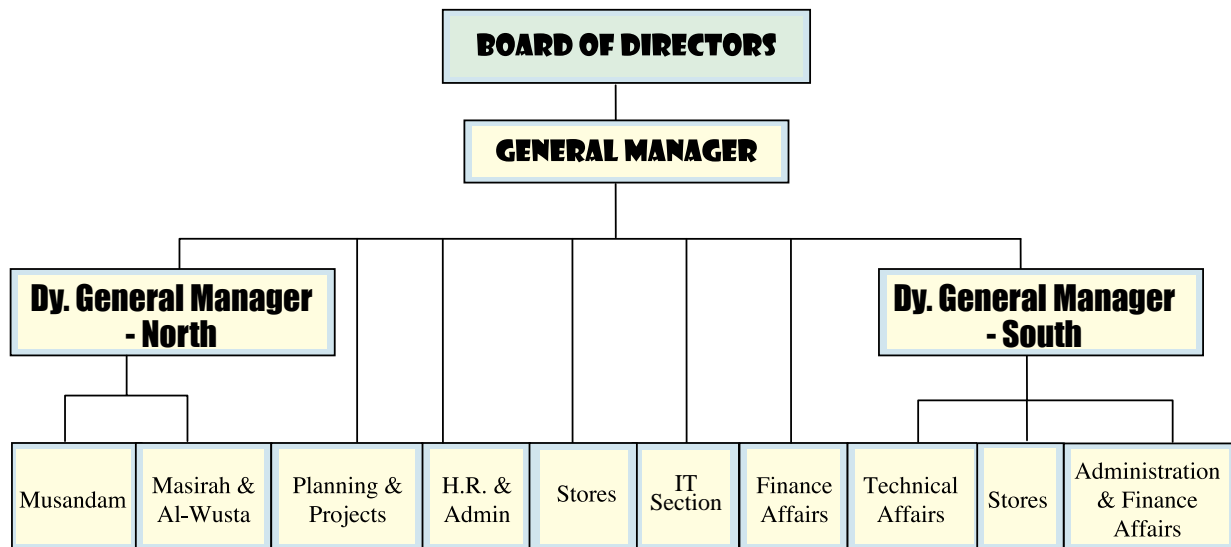 BOARD OF DIRECTORS
GENERAL MANAGER
Dy. General Manager
- North
Dy. General Manager
- South
Musandam
Masirah &
Al-Wusta
Planning &
Projects
H.R. &
Admin
Stores
IT
Section
Finance
Affairs
Technical
Affairs
Stores
Administration
& Finance
Affairs